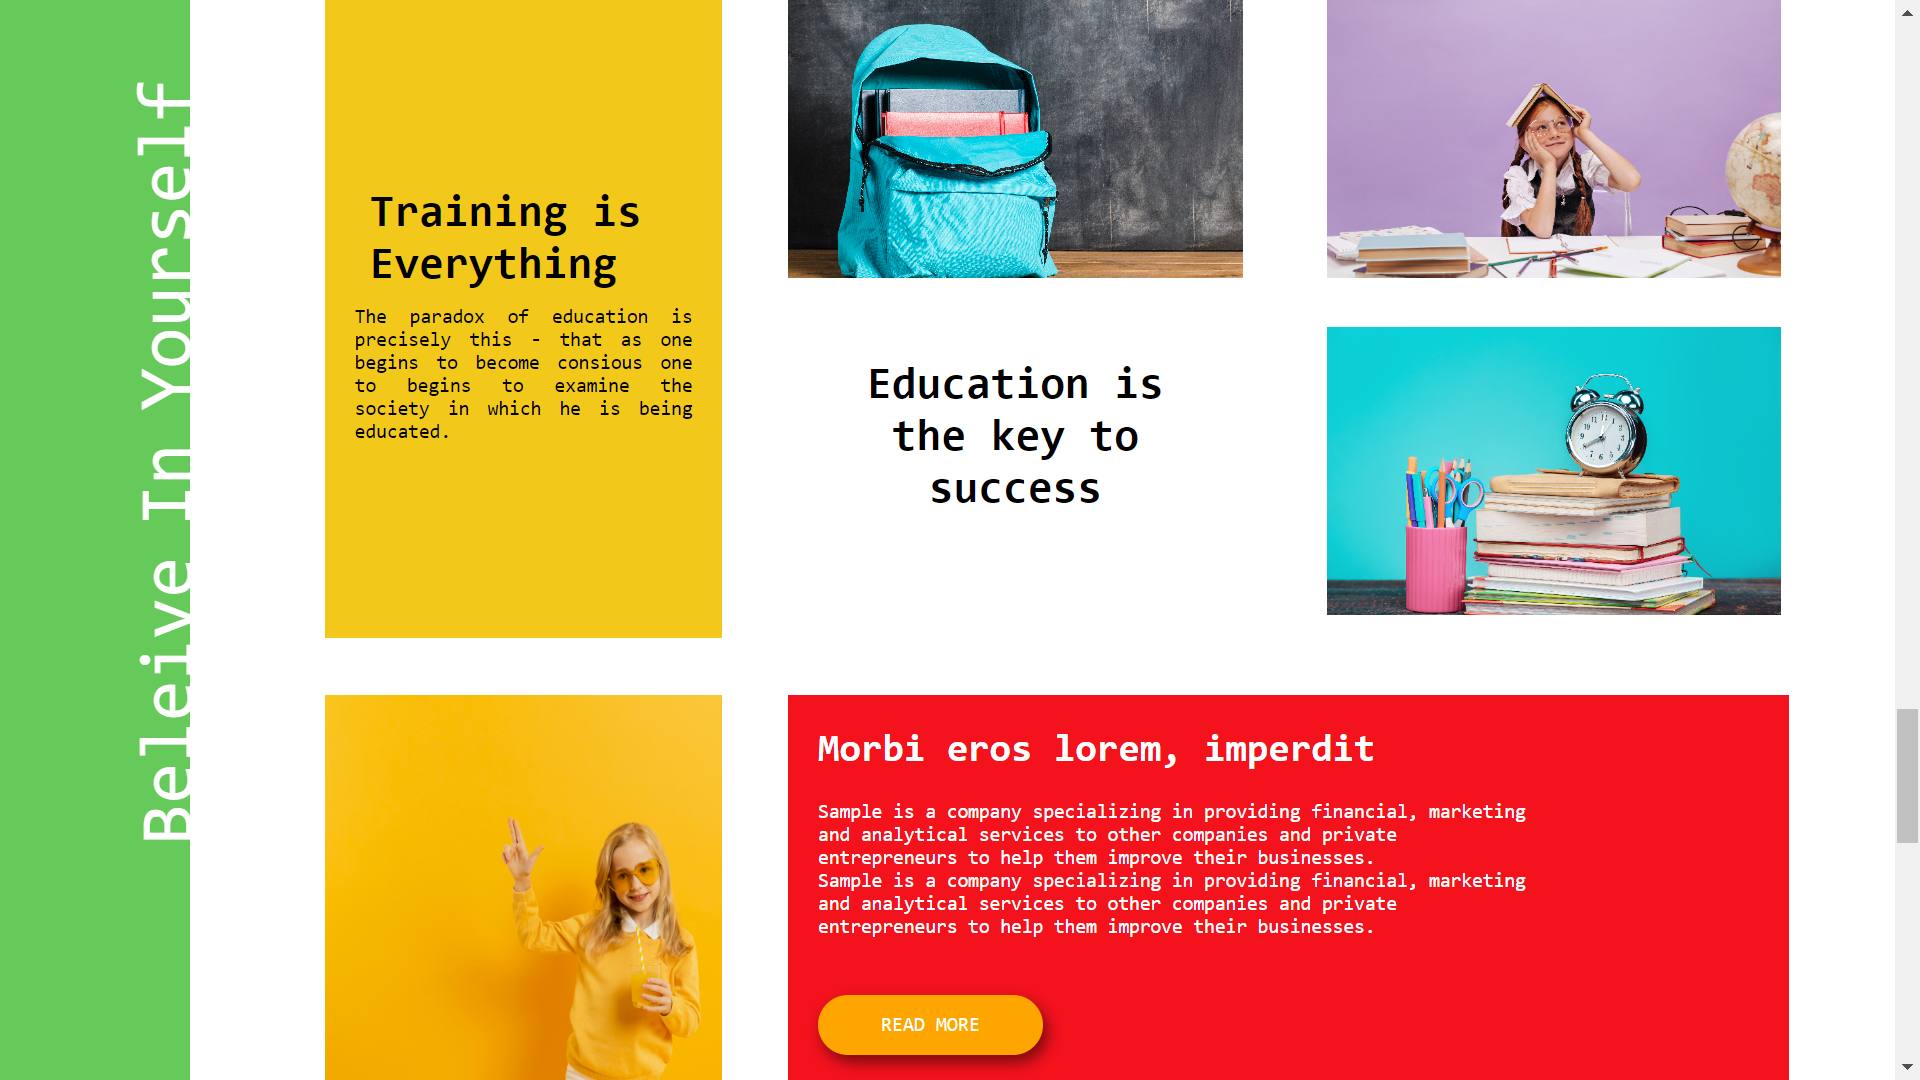 Beleive In Yourself
Training is
Everything
The paradox of education is
precisely this - that as one
begins to become consious one
to begins to examine the
society in which he is being
educated.
Education is
the key to
success
Morbi eros lorem, imperdit
Sample is a company specializing in providing financial, marketing
and analytical services to other companies and private
entrepreneurs to help them improve their businesses.
Sample is a company specializing in providing financial, marketing
and analytical services to other companies and private
entrepreneurs to help them improve their businesses.
READ MORE